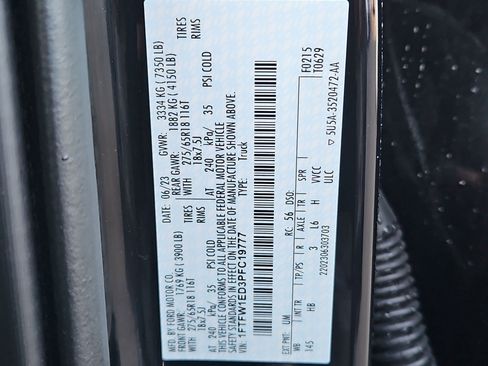 MFD. BY FORD MOTOR CO.
DATE: 06/23 GVWR: 3334 KG ( 7350 LB)
FRONT GAWR: 1769 KG ( 3900 LB) REAR GAWR: 1882 KG ( 4150 LB)
275/65R18 116T TIRES 275/65R18 116T TIRES
18x7.5J RIMS 18x7.5J RIMS
AT 240 kPa/ 35 PSI COLD AT 240 kPa/ 35 PSI COLD
THIS VEHICLE CONFORMS TO ALL APPLICABLE FEDERAL MOTOR VEHICLE
SAFETY STANDARDS IN EFFECT ON THE DATE OF MANUFACTURE SHOWN ABOVE.
VIN: 1FTFW1ED3PFC19777 TYPE: Truck
F0215
T0629
EXT PNT: UM RC: 56 DSO:
WB INT TR TP/PS R AXLE TR SPR
145 HB 3 L6 H VVCC
2202306303703 ULC
5U5A-3520472-AA